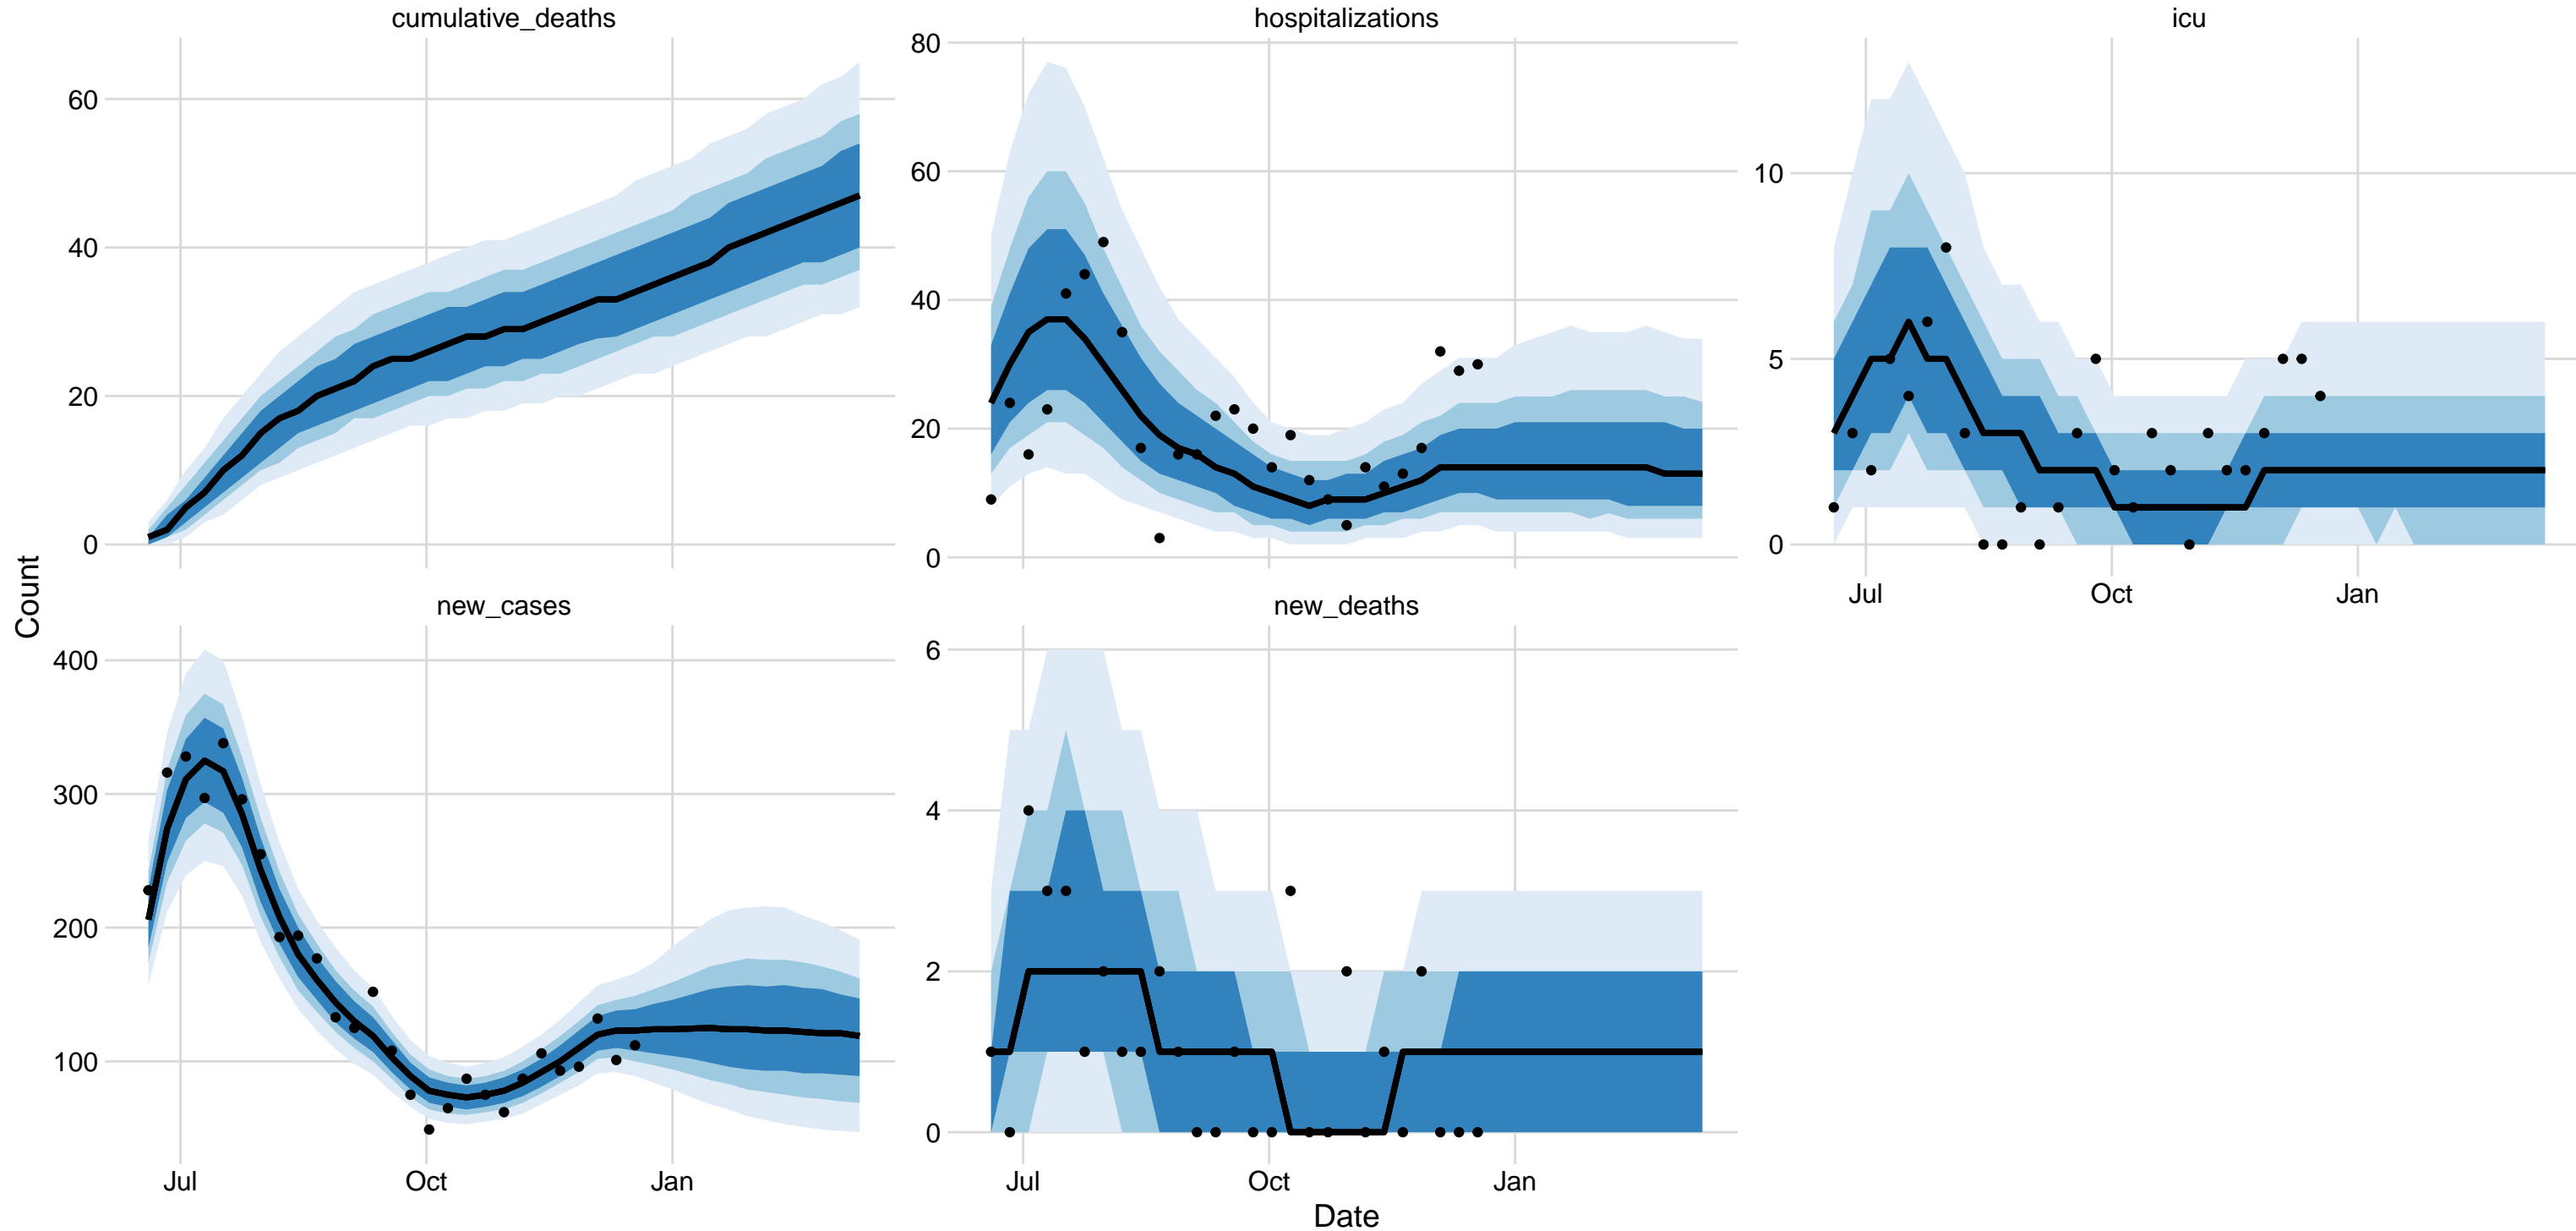 cumulative_deaths
60
40
20
0
hospitalizations
80
60
40
20
0
icu
10
5
0
Jul Oct Jan
Count
new_cases
400
300
200
100
Jul Oct Jan
new_deaths
6
4
2
0
Jul Oct Jan
Date